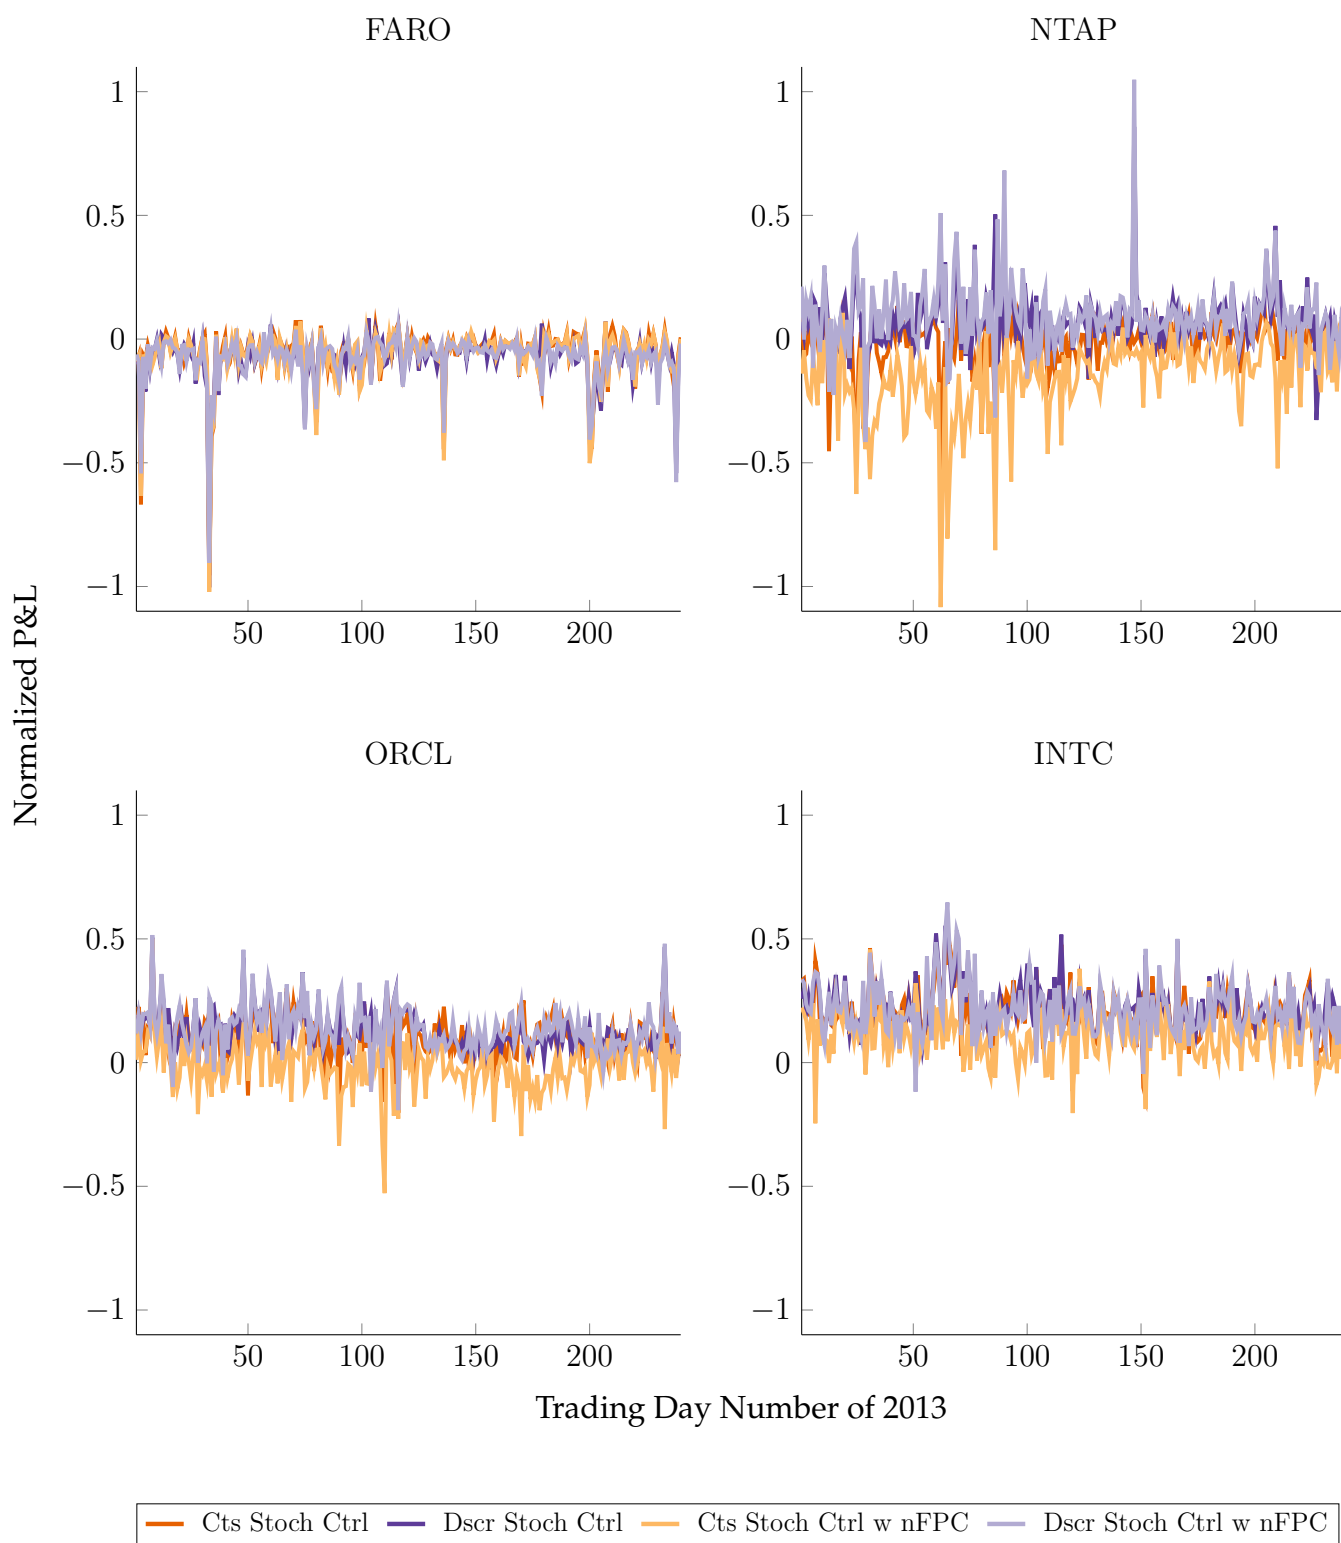 FARO
NTAP
1
0.5
0
−0.5
−1
50 100 150 200
1
0.5
0
−0.5
−1
50 100 150 200
Normalized P&L
ORCL
INTC
1
0.5
0
−0.5
−1
50 100 150 200
1
0.5
0
−0.5
−1
50 100 150 200
Trading Day Number of 2013
Cts Stoch Ctrl Dscr Stoch Ctrl Cts Stoch Ctrl w nFPC Dscr Stoch Ctrl w nFPC